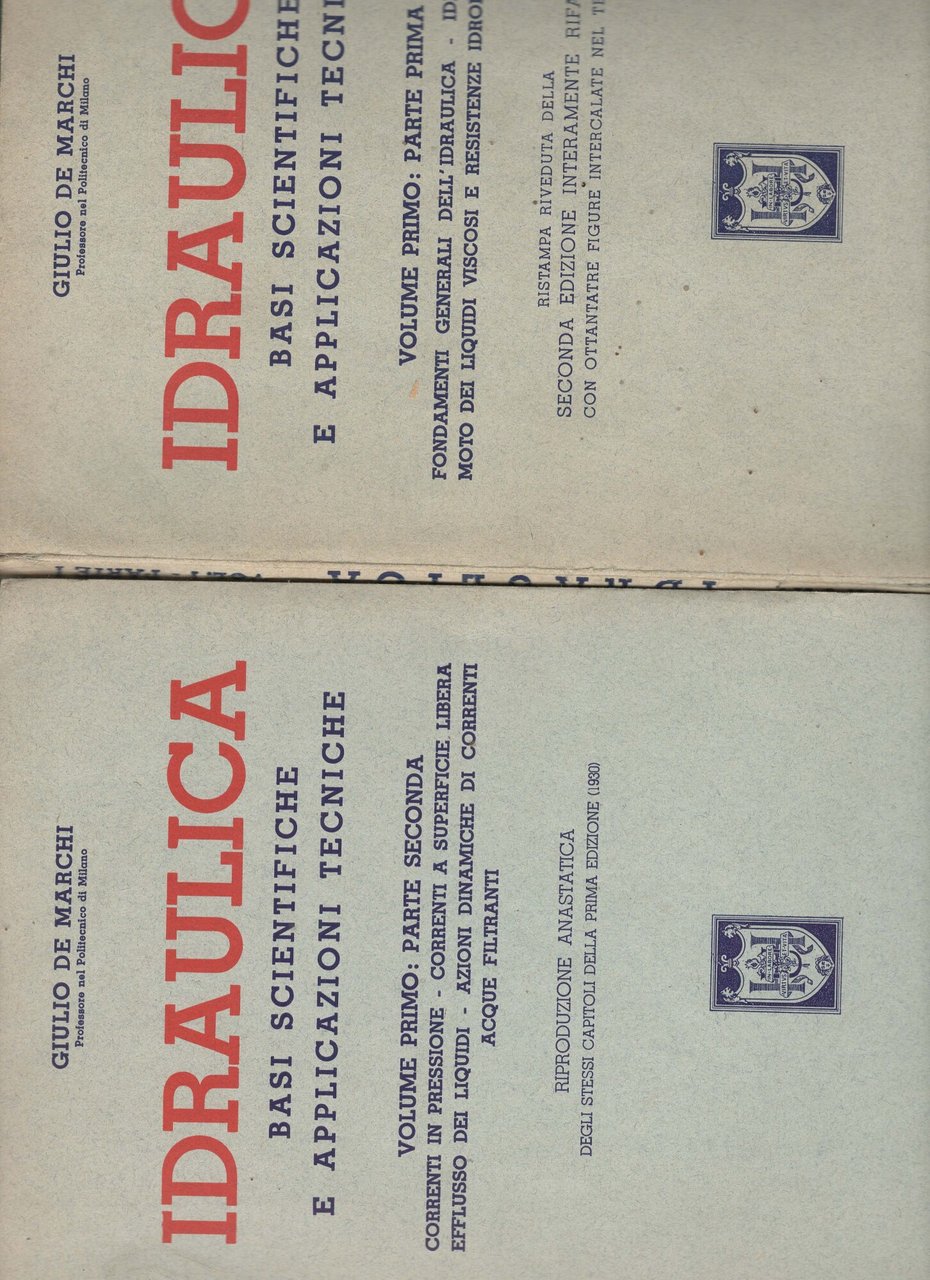 GIULIO DE MARCHI
Professore nel Politecnico di Milano
IDRAULIC
BASI SCIENTIFICHE
E APPLICAZIONI TECNI
VOLUME PRIMO: PARTE PRIMA
FONDAMENTI GENERALI DELL'IDRAULICA - ID
MOTO DEI LIQUIDI VISCOSI E RESISTENZE IDRO
RISTAMPA RIVEDUTA DELLA
SECONDA EDIZIONE INTERAMENTE RIFA
CON OTTANTATRE FIGURE INTERCALATE NEL TE
GIULIO DE MARCHI
Professore nel Politecnico di Milano
IDRAULICA
BASI SCIENTIFICHE
E APPLICAZIONI TECNICHE
VOLUME PRIMO: PARTE SECONDA
CORRENTI IN PRESSIONE - CORRENTI A SUPERFICIE LIBERA
EFFLUSSO DEI LIQUIDI - AZIONI DINAMICHE DI CORRENTI
ACQUE FILTRANTI
RIPRODUZIONE ANASTATICA
DEGLI STESSI CAPITOLI DELLA PRIMA EDIZIONE (1930)